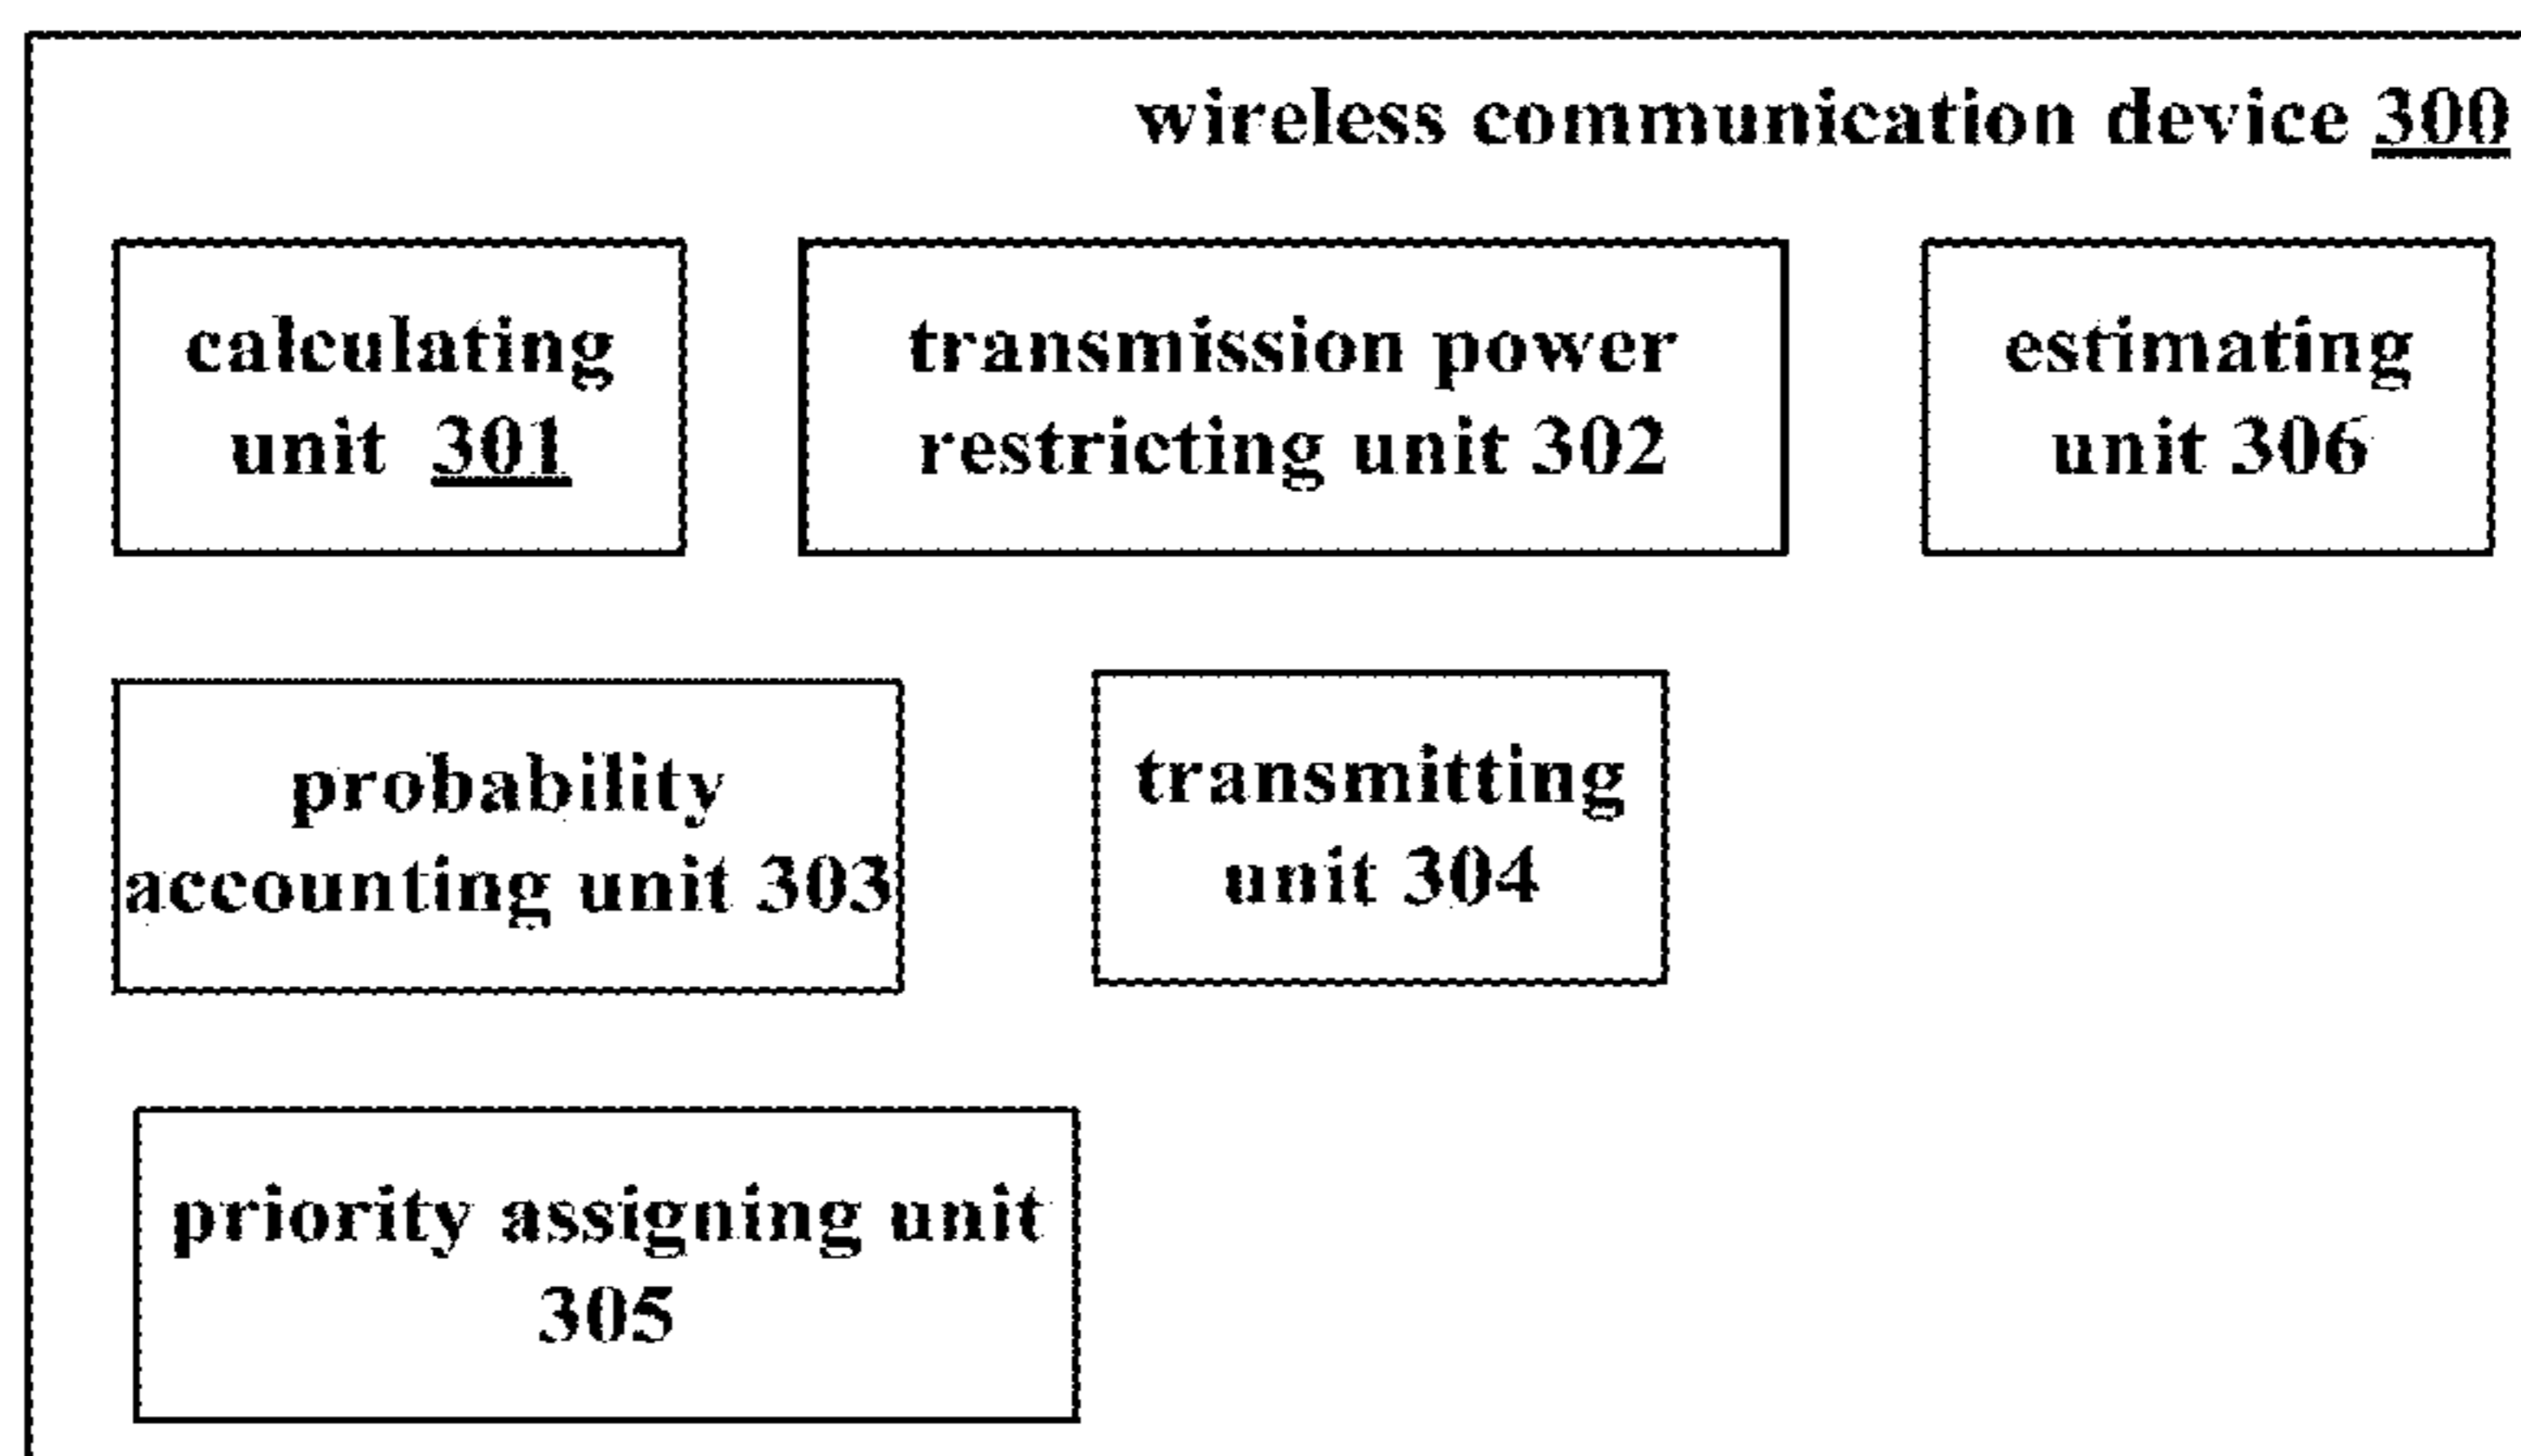 wireless communication device 300
calculating
unit 301
transmission power
restricting unit 302
estimating
unit 306
probability
accounting unit 303
transmitting
unit 304
priority assigning unit
305